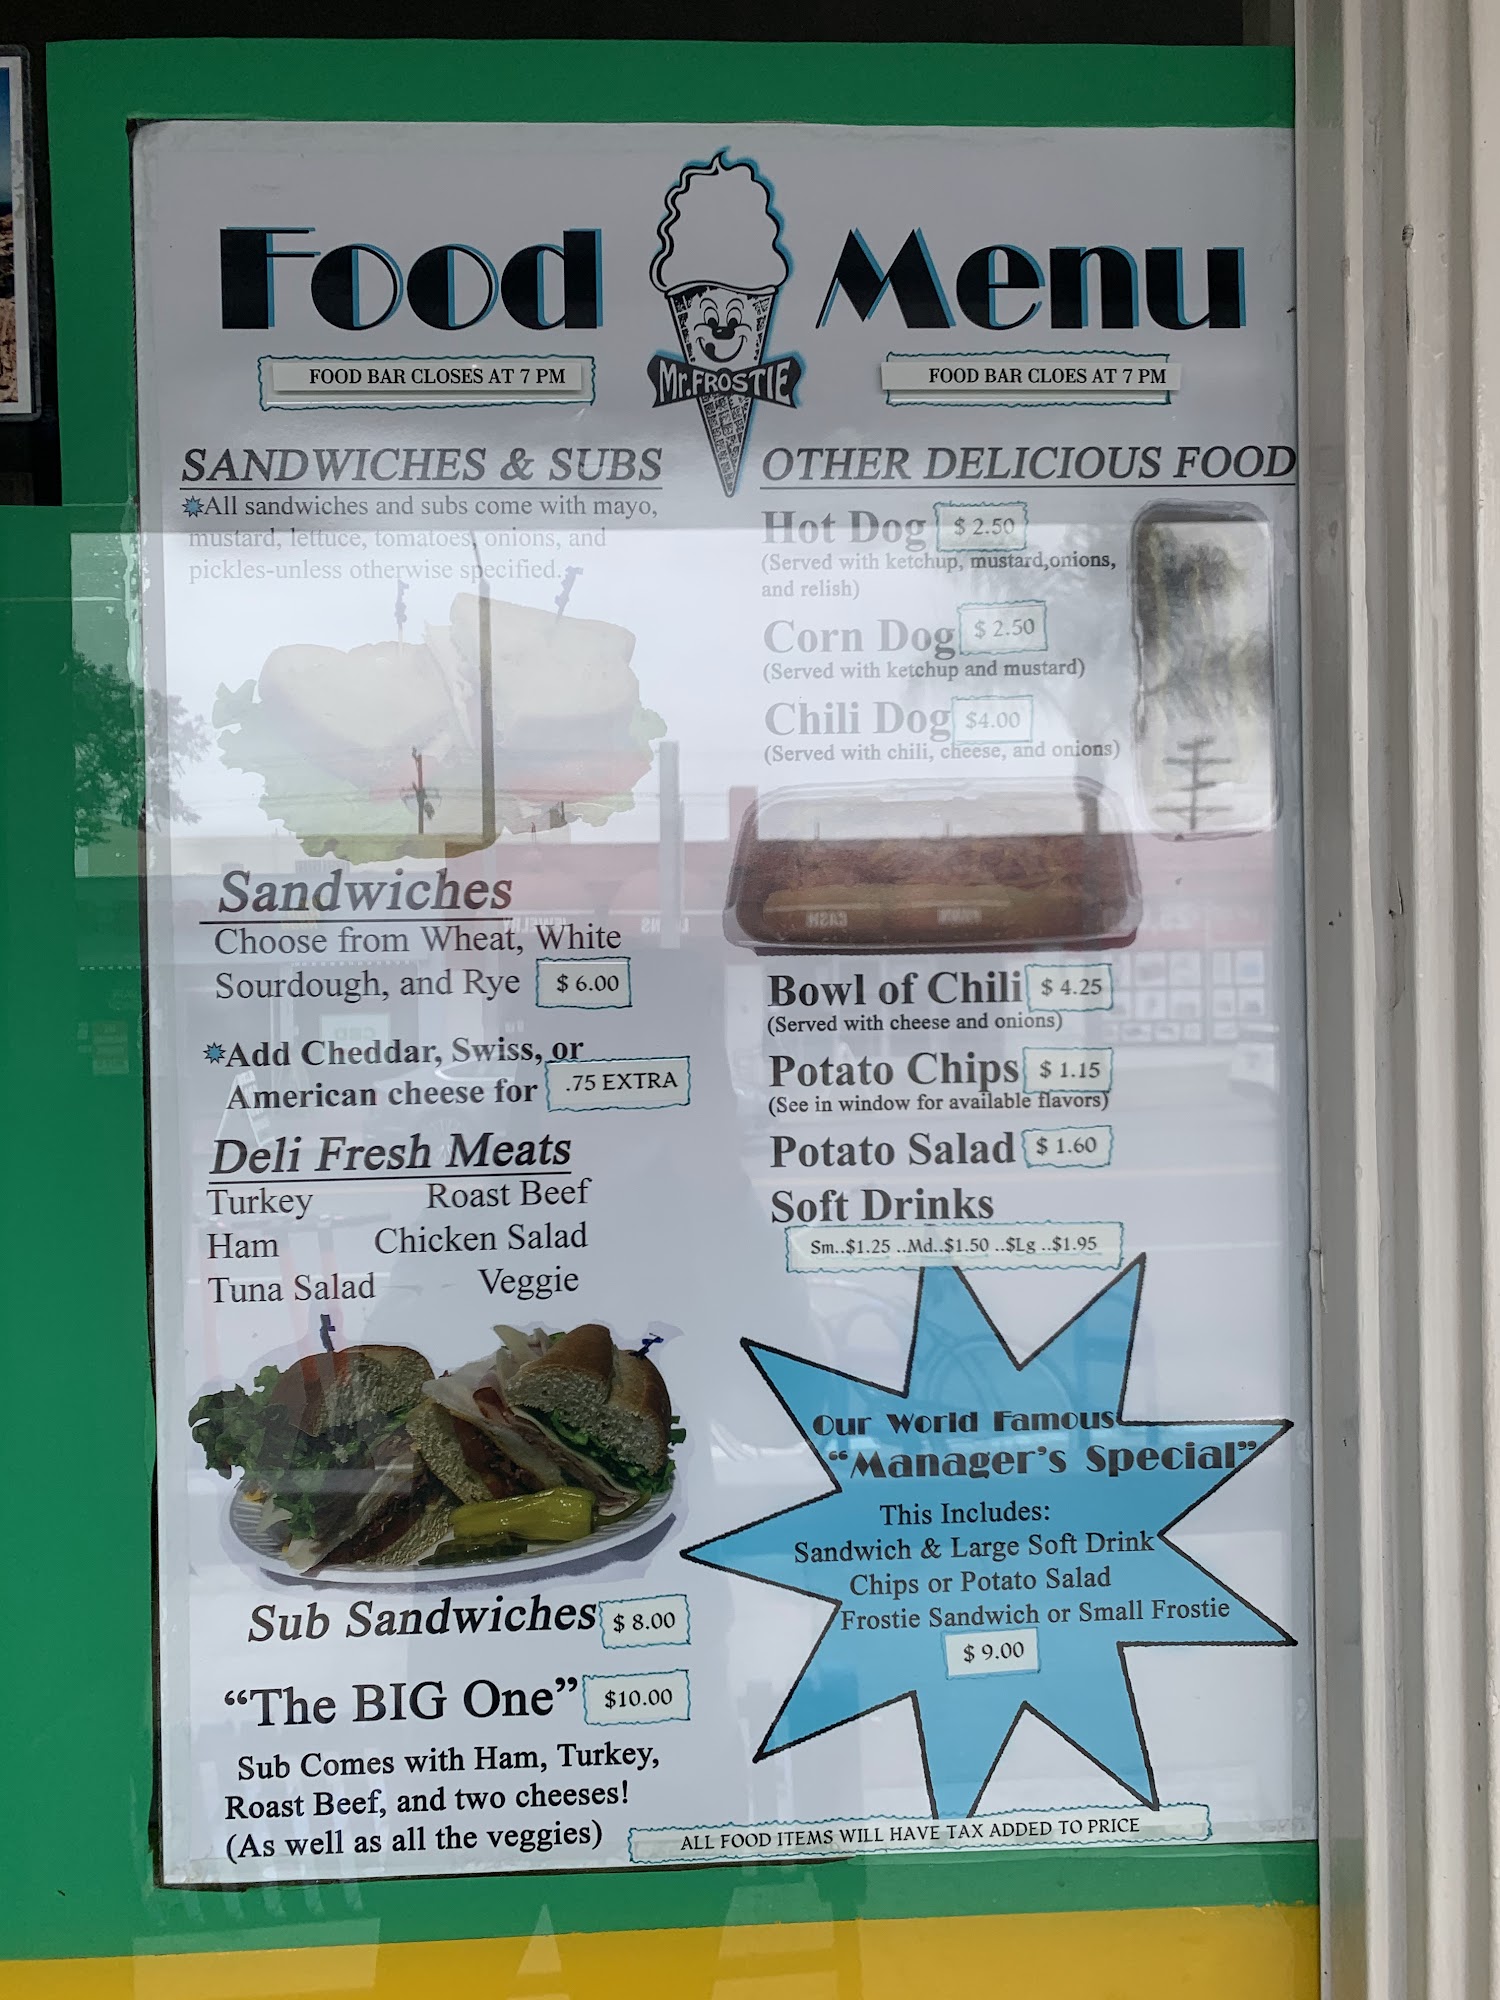 Food Menu
Mr.FROSTIE
FOOD BAR CLOSES AT 7 PM
FOOD BAR CLOES AT 7 PM
SANDWICHES & SUBS
All sandwiches and subs come with mayo,
mustard, lettuce, tomatoes, onions, and
pickles-unless otherwise specified.
Sandwiches
Choose from Wheat, White
Sourdough, and Rye $ 6.00
Add Cheddar, Swiss, or
American cheese for .75 EXTRA
Deli Fresh Meats
Turkey Roast Beef
Ham Chicken Salad
Tuna Salad Veggie
Sub Sandwiches $ 8.00
“The BIG One” $10.00
Sub Comes with Ham, Turkey,
Roast Beef, and two cheeses!
(As well as all the veggies)
OTHER DELICIOUS FOOD
Hot Dog $ 2.50
(Served with ketchup, mustard,onions,
and relish)
Corn Dog $ 2.50
(Served with ketchup and mustard)
Chili Dog $4.00
(Served with chili, cheese, and onions)
Bowl of Chili $ 4.25
(Served with cheese and onions)
Potato Chips $ 1.15
(See in window for available flavors)
Potato Salad $ 1.60
Soft Drinks
Sm..$1.25 ..Md..$1.50 ..$Lg ..$1.95
Our World Famous
“Manager’s Special”
This Includes:
Sandwich & Large Soft Drink
Chips or Potato Salad
Frostie Sandwich or Small Frostie
$ 9.00
ALL FOOD ITEMS WILL HAVE TAX ADDED TO PRICE